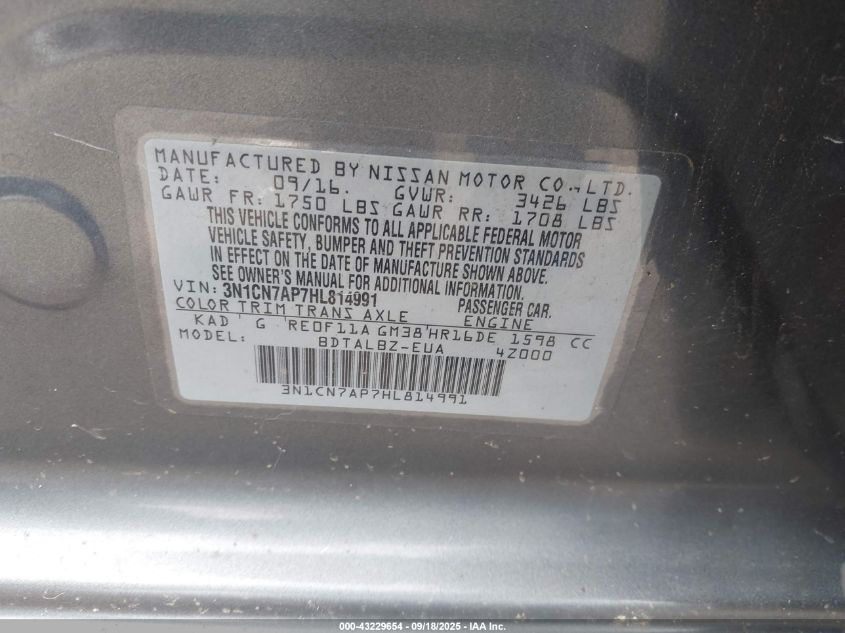 MANUFACTURED BY NISSAN MOTOR CO., LTD.
DATE: 09/16. GVWR: 3426 LBS
GAWR FR: 1750 LBS GAWR RR: 1708 LBS
THIS VEHICLE CONFORMS TO ALL APPLICABLE FEDERAL MOTOR
VEHICLE SAFETY, BUMPER AND THEFT PREVENTION STANDARDS
IN EFFECT ON THE DATE OF MANUFACTURE SHOWN ABOVE.
SEE OWNER'S MANUAL FOR ADDITIONAL INFORMATION.
VIN: 3N1CN7AP7HL814991 PASSENGER CAR.
COLOR TRIM TRANS AXLE ENGINE
KAD G RE0F11A GM38 HR16DE 1598 CC
MODEL: BDTALBZ-EUA 4Z000
3N1CN7AP7HL814991
000-43229654 - 09/18/2025 - IAA Inc.